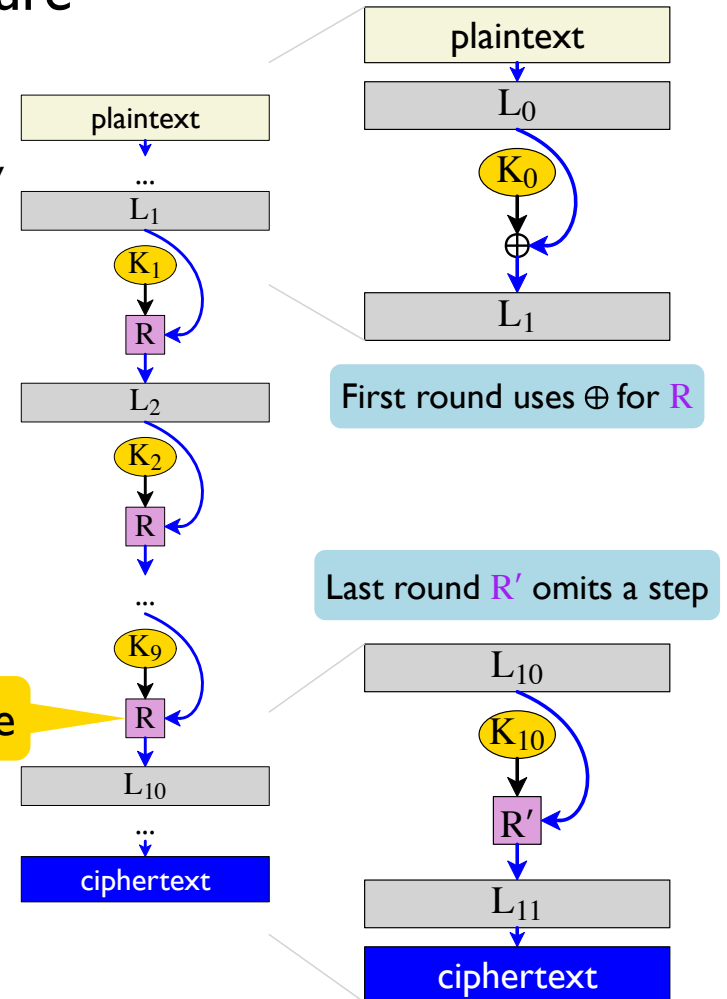 ure
plaintext
...
L₁
K₁
R
L₂
K₂
R
...
K₉
R
e
L₁₀
...
ciphertext
plaintext
L₀
K₀
⊕
L₁
First round uses ⊕ for R
Last round R′ omits a step
L₁₀
K₁₀
R′
L₁₁
ciphertext